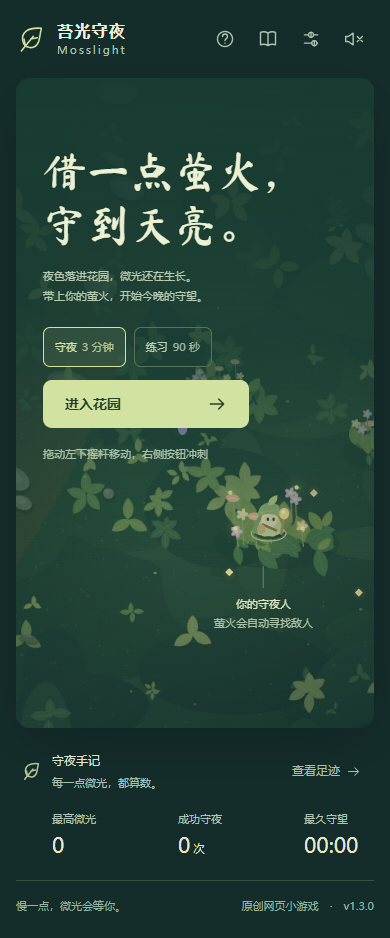 苔光守夜
Mosslight
借一点萤火，
守到天亮。
夜色落进花园，微光还在生长。
带上你的萤火，开始今晚的守望。
守夜 3 分钟
练习 90 秒
进入花园
拖动左下摇杆移动，右侧按钮冲刺
你的守夜人
萤火会自动寻找敌人
守夜手记
每一点微光，都算数。
查看足迹
最高微光
成功守夜
最久守望
0
0 次
00:00
慢一点，微光会等你。
原创网页小游戏 · v1.3.0